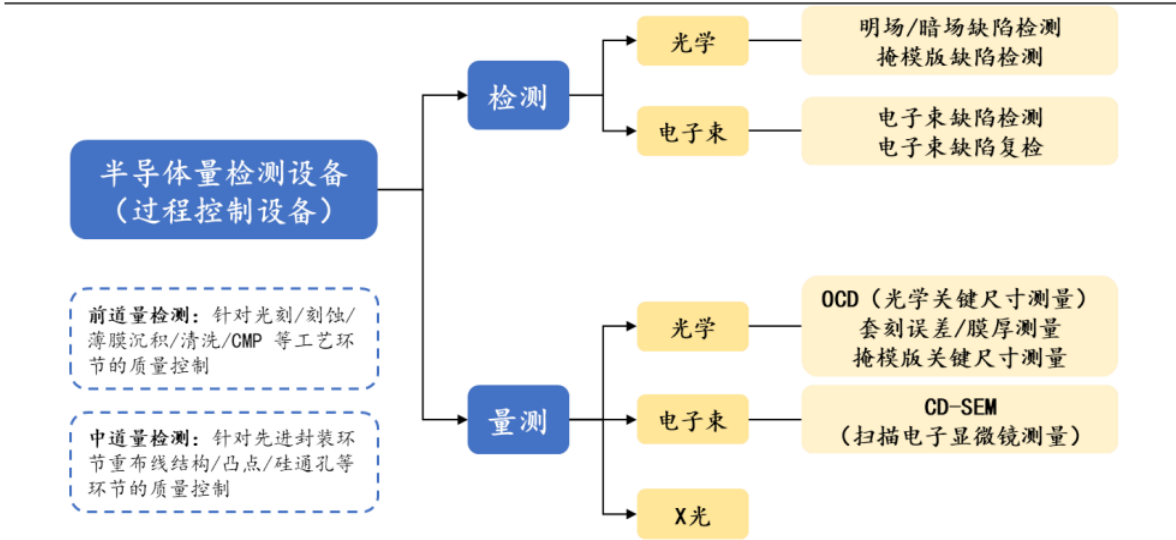 半导体量检测设备
（过程控制设备）
前道量检测：针对光刻/刻蚀/
薄膜沉积/清洗/CMP 等工艺环
节的质量控制
中道量检测：针对先进封装环
节重布线结构/凸点/硅通孔等
环节的质量控制
检测
光学
明场/暗场缺陷检测
掩模版缺陷检测
电子束
电子束缺陷检测
电子束缺陷复检
量测
光学
OCD（光学关键尺寸测量）
套刻误差/膜厚测量
掩模版关键尺寸测量
电子束
CD-SEM
（扫描电子显微镜测量）
X光